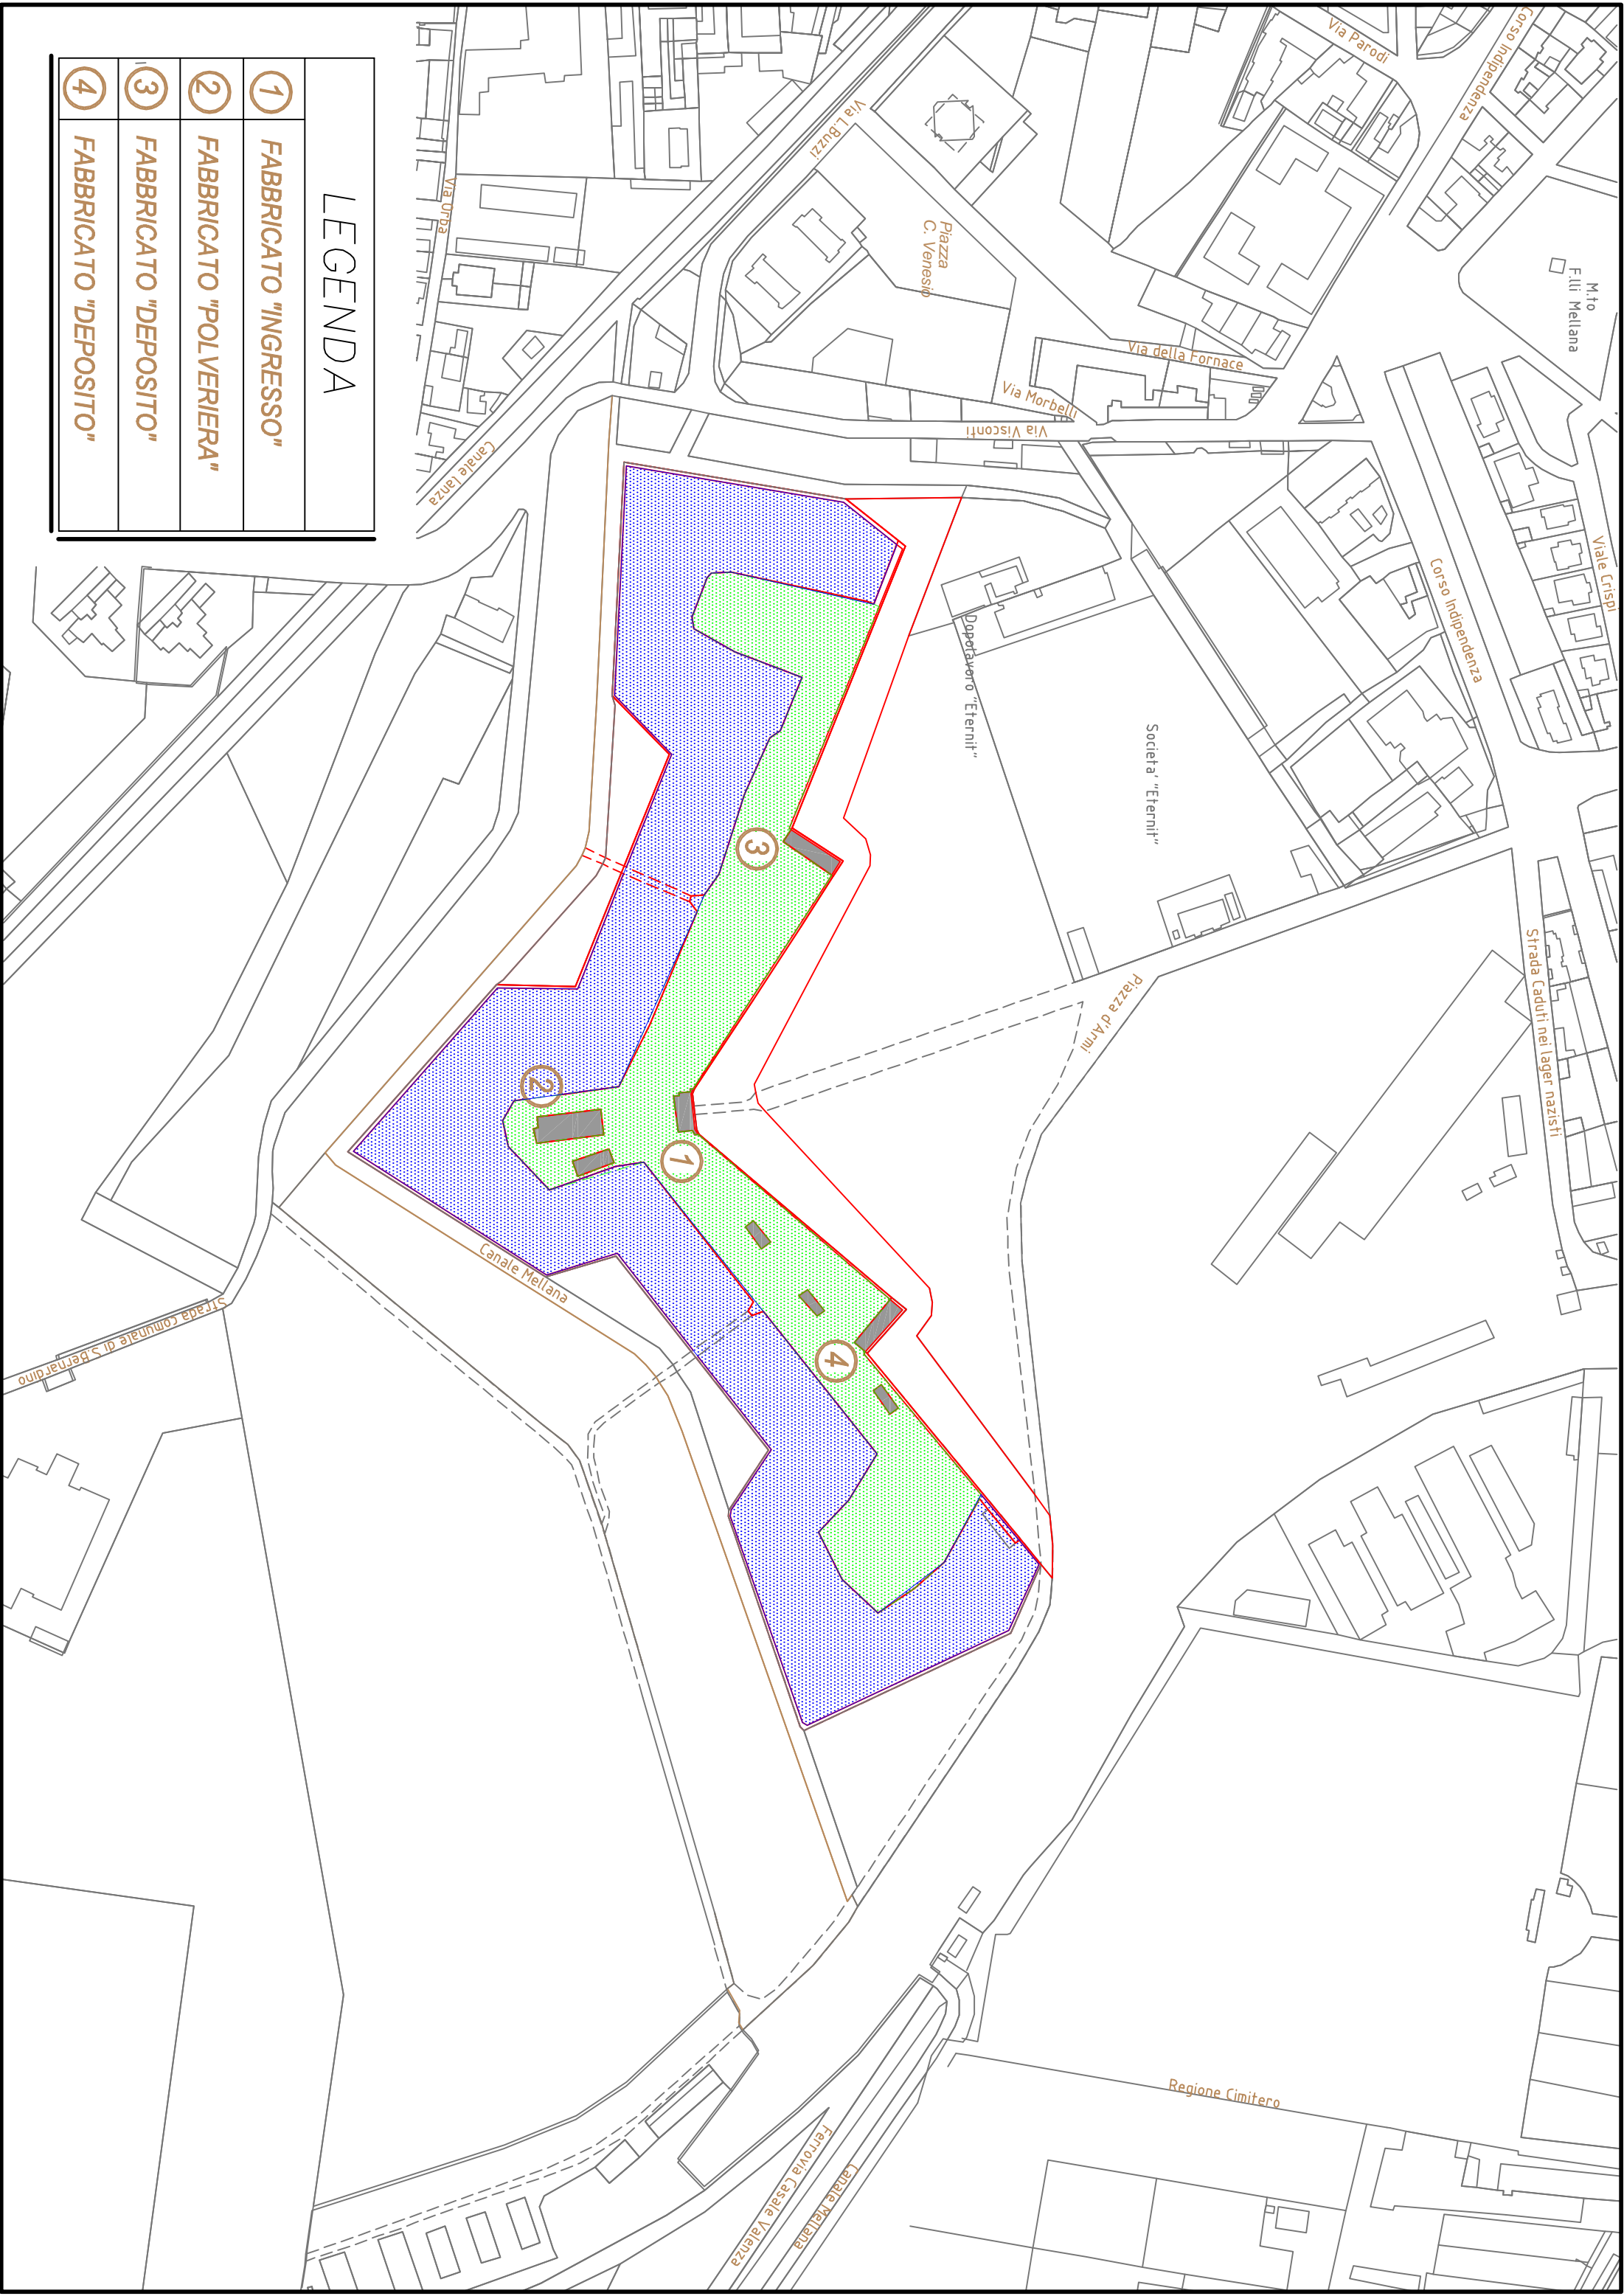 LEGENDA
1 FABBRICATO "INGRESSO"
2 FABBRICATO "POLVERIERA"
3 FABBRICATO "DEPOSITO"
4 FABBRICATO "DEPOSITO"
Via Parodi
Corso Indipendenza
M.to
F.lli Mellana
Via L.Buzzi
Piazza
C. Venesio
Via Orba
Via della Fornace
Via Morbelli
Via Visconti
Canale lanza
Viale Crispi
Corso Indipendenza
Dopolavoro "Eternit"
Societa' "Eternit"
Piazza d'Armi
Strada Caduti nei lager nazisti
3
2
1
4
Canale Mellana
Strada comunale di S.Bernardino
Regione Cimitero
Ferrovia Casale Valenza
Canale Mellana